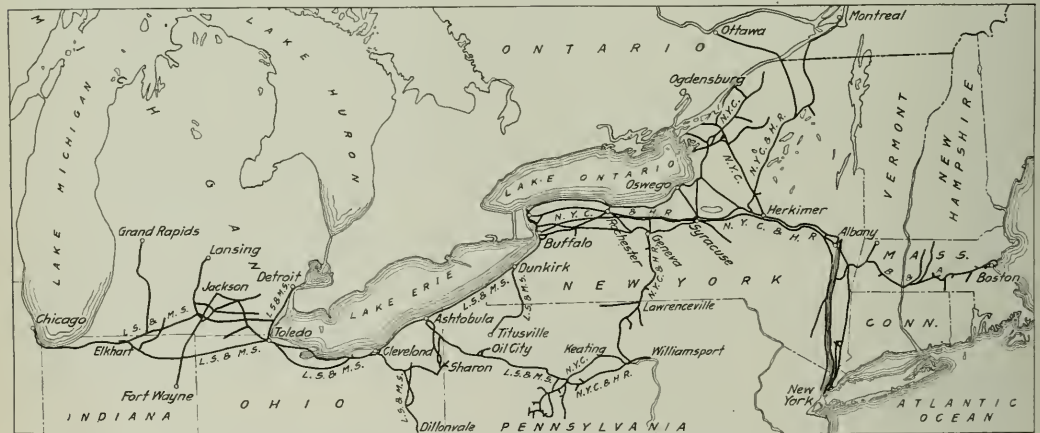 Montreal
Ottawa
ONTARIO
Ogdensburg
LAKE MICHIGAN
MICHIGAN
LAKE HURON
N.Y.C.
N.Y.C. & H.R.
N.Y.C.
VERMONT
NEW HAMPSHIRE
LAKE ONTARIO
Oswego
N.Y.C. & H.R.
Herkimer
N.Y.C. & H.R.
Grand Rapids
Lansing
Buffalo
Rochester
Geneva
Syracuse
Albany
MASS.
B. & A.
Boston
Detroit
Jackson
L.S. & M.S.
LAKE ERIE
Dunkirk
L.S. & M.S.
L.S. & M.S.
NEW YORK
N.Y.C. & H.R.
Lawrenceville
CONN.
Chicago
L.S. & M.S.
Toledo
Ashtobula
Titusville
Elkhart
L.S. & M.S.
Cleveland
L.S. & M.S.
Oil City
Keating
Williamsport
Sharon
L.S. & M.S.
N.Y.C.
N.Y.C. & H.R.
Fort Wayne
L.S. & M.S.
New York
INDIANA
OHIO
Dillonvale
PENNSYLVANIA
ATLANTIC OCEAN